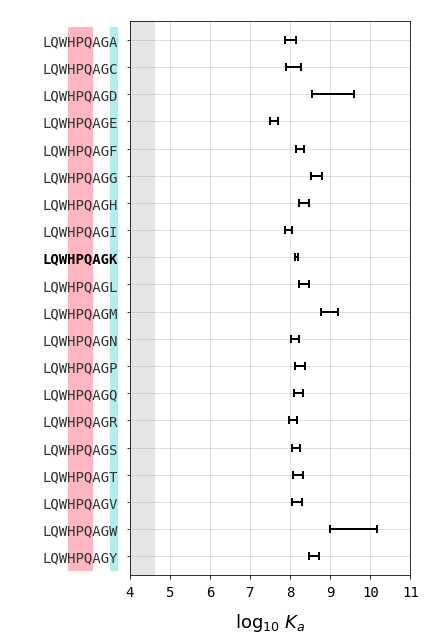 LQWHPQAGA
LQWHPQAGC
LQWHPQAGD
LQWHPQAGE
LQWHPQAGF
LQWHPQAGG
LQWHPQAGH
LQWHPQAGI
LQWHPQAGK
LQWHPQAGL
LQWHPQAGM
LQWHPQAGN
LQWHPQAGP
LQWHPQAGQ
LQWHPQAGR
LQWHPQAGS
LQWHPQAGT
LQWHPQAGV
LQWHPQAGW
LQWHPQAGY
4 5 6 7 8 9 10 11
log₁₀ Kₐ